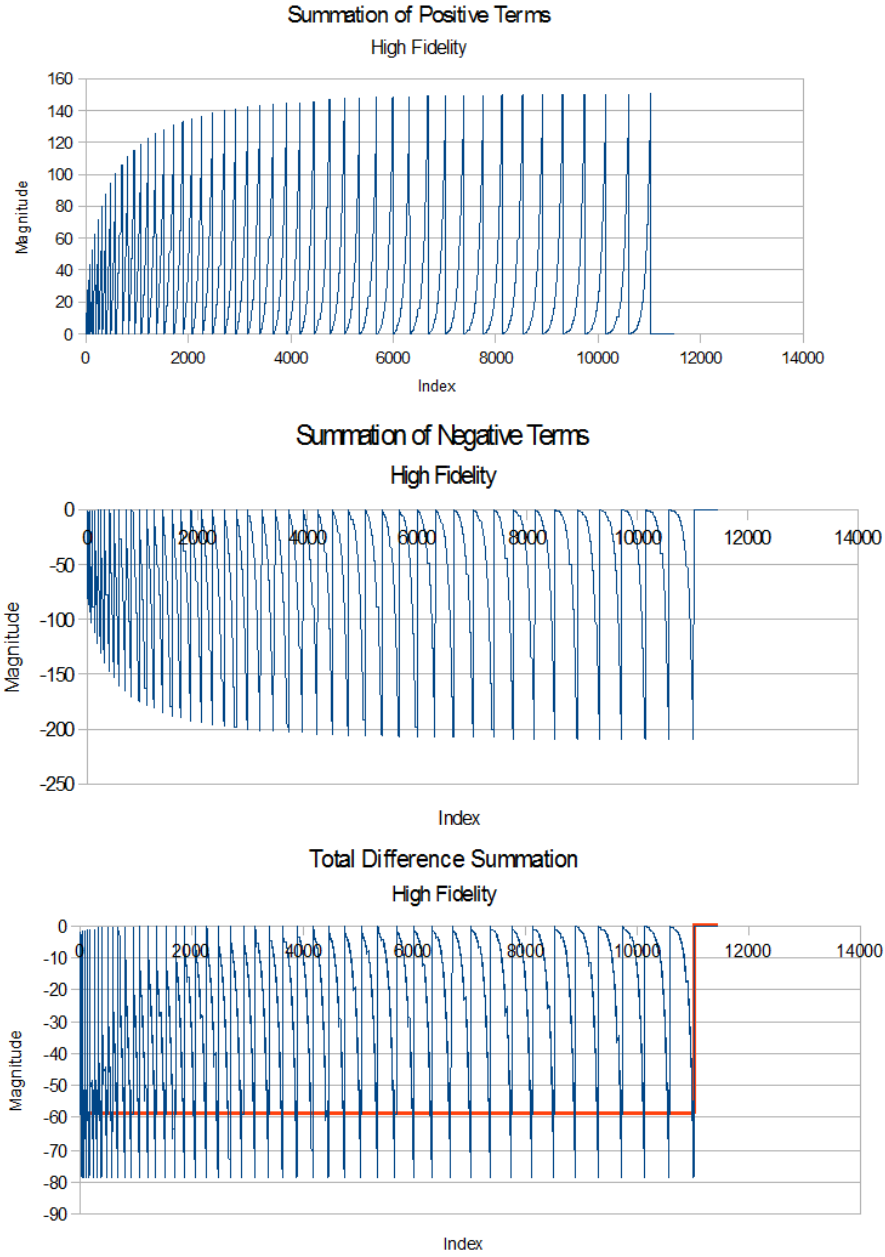 Summation of Positive Terms
High Fidelity
160
140
120
100
80
60
40
20
0
Magnitude
0 2000 4000 6000 8000 10000 12000 14000
Index
Summation of Negative Terms
High Fidelity
0
0 2000 4000 6000 8000 10000 12000 14000
-50
-100
-150
-200
-250
Magnitude
Index
Total Difference Summation
High Fidelity
0
0 2000 4000 6000 8000 10000 12000 14000
-10
-20
-30
-40
-50
-60
-70
-80
-90
Magnitude
Index